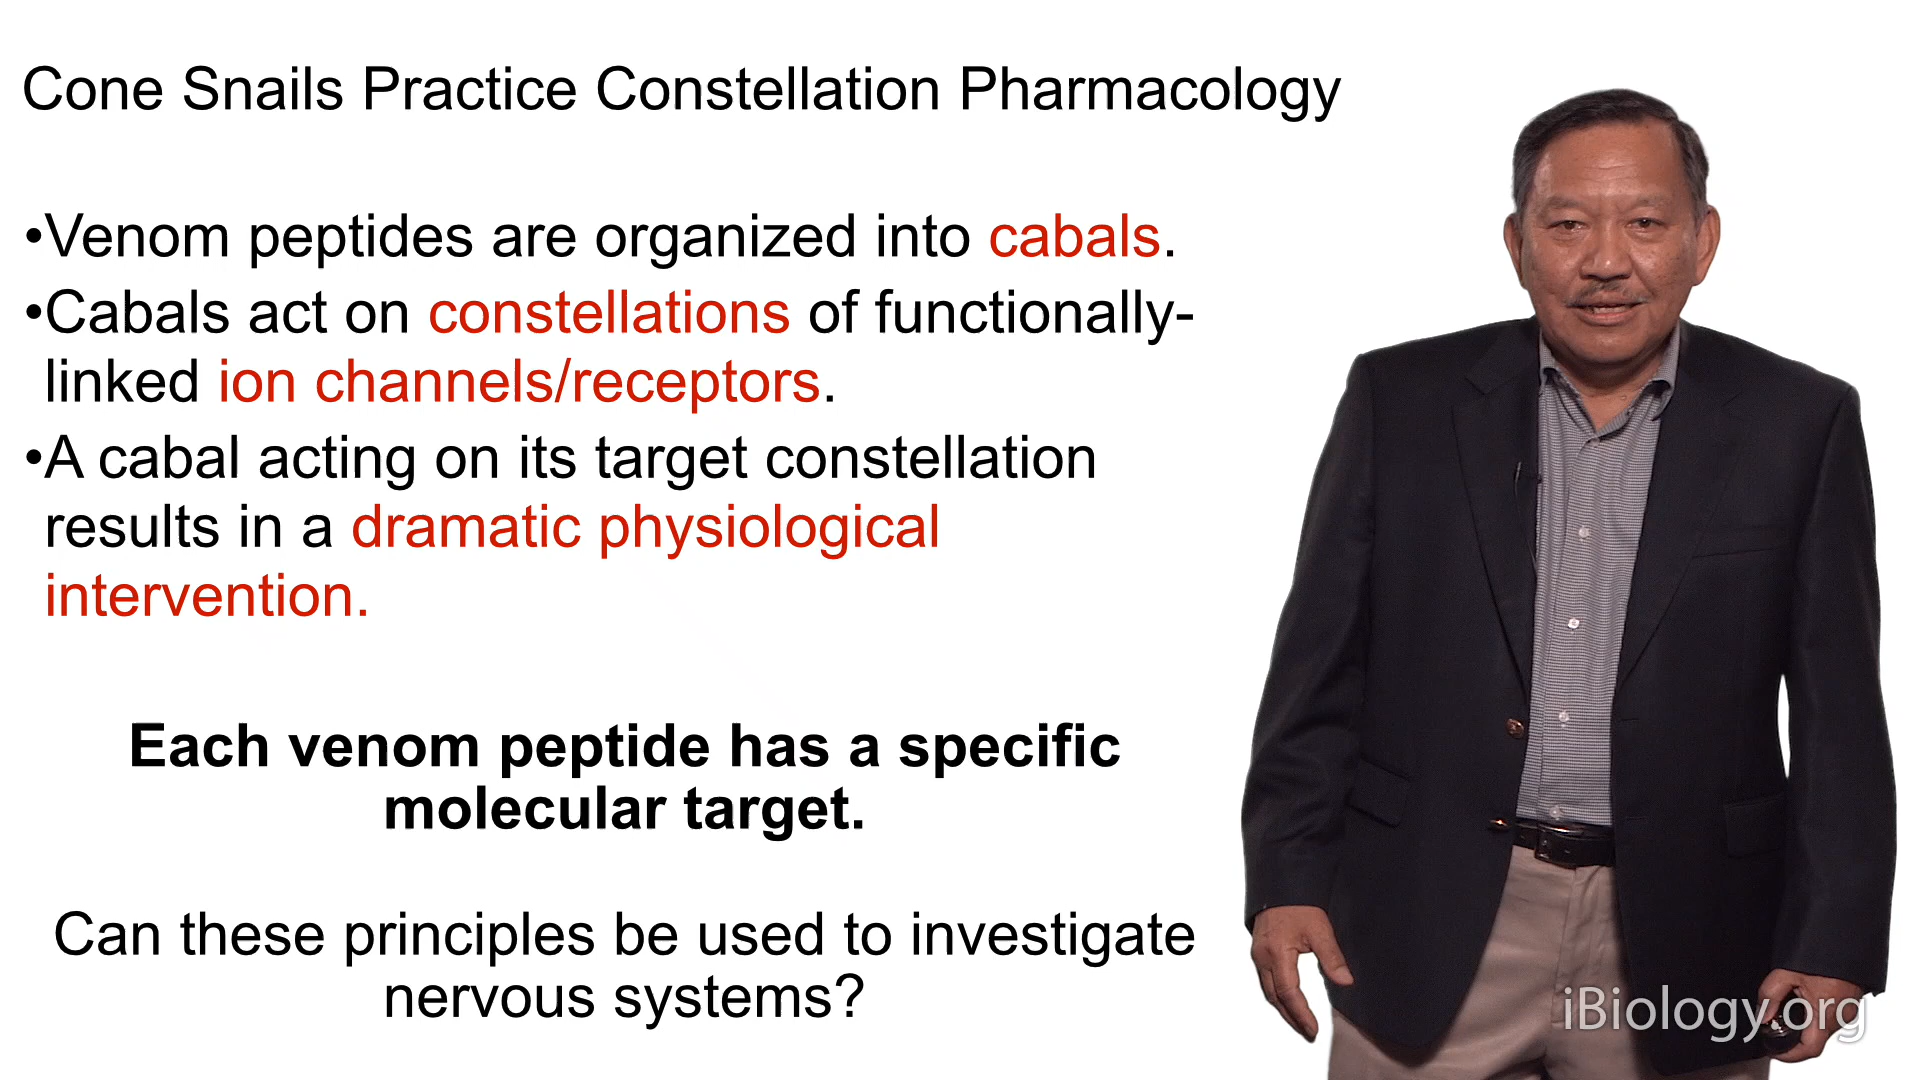 Cone Snails Practice Constellation Pharmacology
•Venom peptides are organized into cabals.
•Cabals act on constellations of functionally-
linked ion channels/receptors.
•A cabal acting on its target constellation
results in a dramatic physiological
intervention.
Each venom peptide has a specific
molecular target.
Can these principles be used to investigate
nervous systems?
iBiology.org